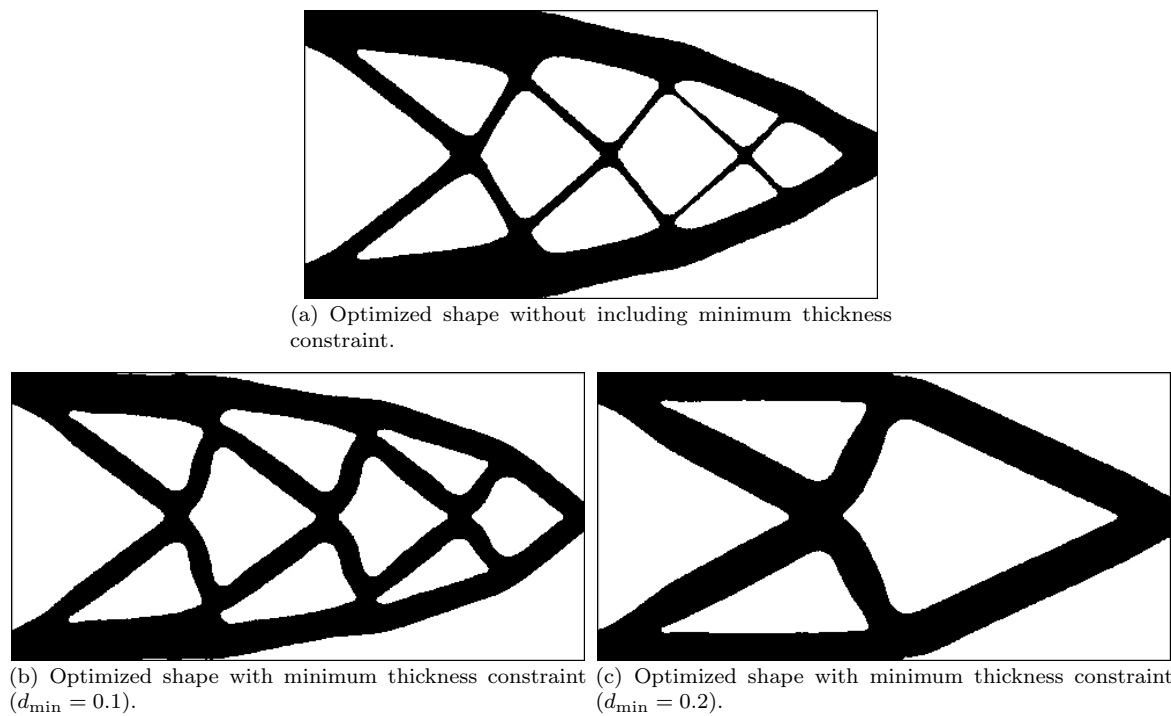 (a) Optimized shape without including minimum thickness
constraint.
(b) Optimized shape with minimum thickness constraint
(d_min = 0.1).
(c) Optimized shape with minimum thickness constraint
(d_min = 0.2).